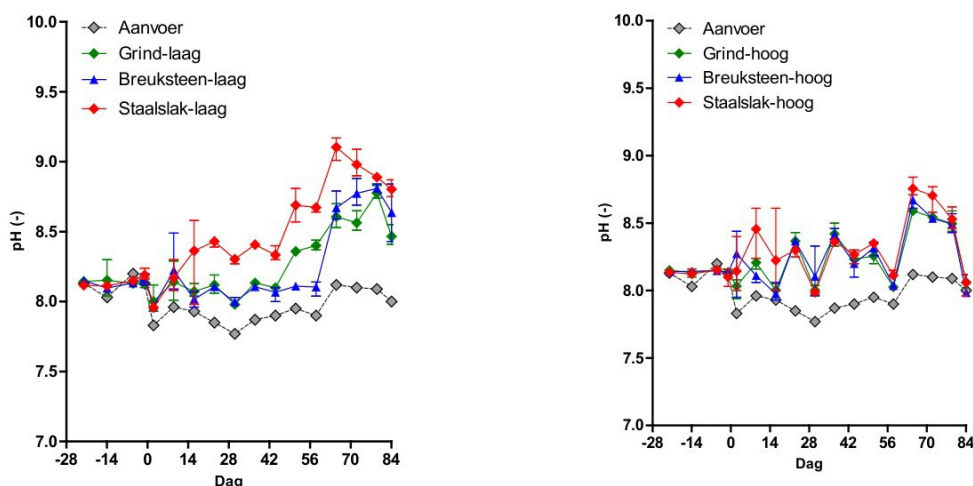 10.0
9.5
9.0
8.5
8.0
7.5
7.0
pH (-)
Aanvoer
Grind-laag
Breuksteen-laag
Staalslak-laag
-28 -14 0 14 28 42 56 70 84
Dag
10.0
9.5
9.0
8.5
8.0
7.5
7.0
pH (-)
Aanvoer
Grind-hoog
Breuksteen-hoog
Staalslak-hoog
-28 -14 0 14 28 42 56 70 84
Dag